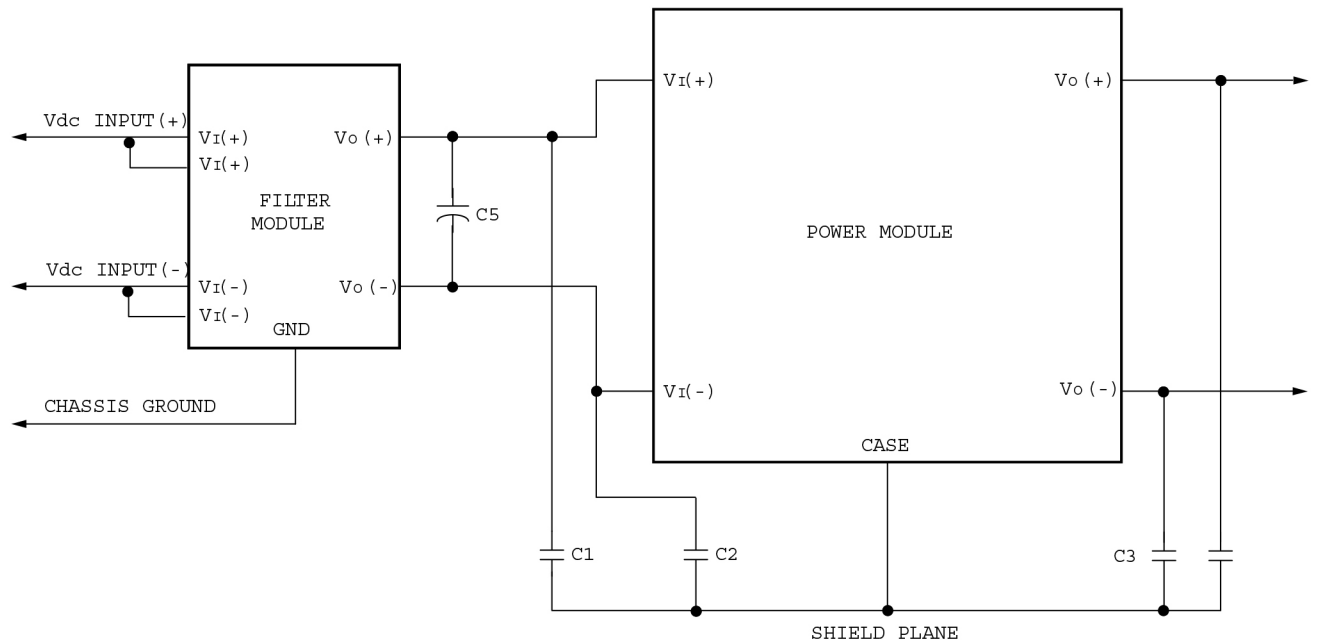 Vdc INPUT(+)
VI(+)
VI(+)
VO(+)
FILTER
MODULE
C5
Vdc INPUT(-)
VI(-)
VI(-)
VO(-)
GND
CHASSIS GROUND
VI(+)
VO(+)
POWER MODULE
VI(-)
VO(-)
CASE
C1
C2
C3
SHIELD PLANE